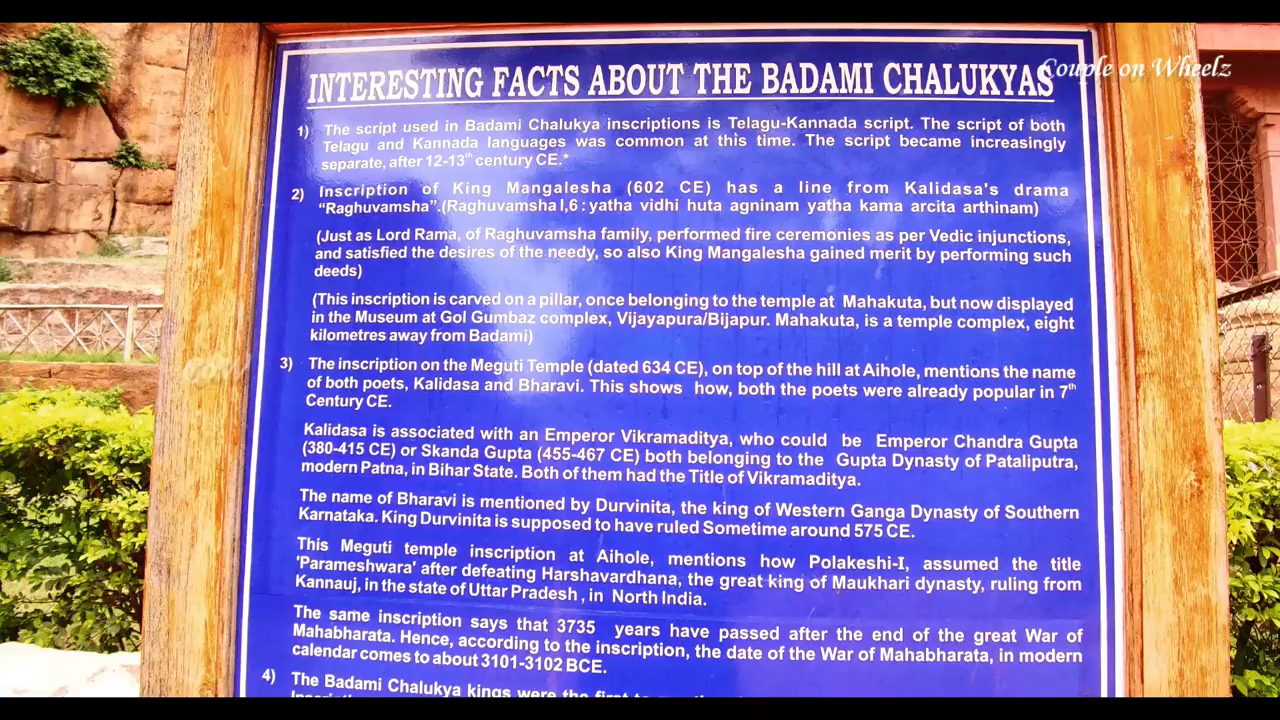 INTERESTING FACTS ABOUT THE BADAMI CHALUKYAS
Couple on Wheelz
1) The script used in Badami Chalukya inscriptions is Telagu-Kannada script. The script of both
Telagu and Kannada languages was common at this time. The script became increasingly
separate, after 12-13th century CE.*
2) Inscription of King Mangalesha (602 CE) has a line from Kalidasa's drama
“Raghuvamsha”.(Raghuvamsha I,6 : yatha vidhi huta agninam yatha kama arcita arthinam)
(Just as Lord Rama, of Raghuvamsha family, performed fire ceremonies as per Vedic injunctions,
and satisfied the desires of the needy, so also King Mangalesha gained merit by performing such
deeds)
(This inscription is carved on a pillar, once belonging to the temple at Mahakuta, but now displayed
in the Museum at Gol Gumbaz complex, Vijayapura/Bijapur. Mahakuta, is a temple complex, eight
kilometres away from Badami)
3) The inscription on the Meguti Temple (dated 634 CE), on top of the hill at Aihole, mentions the name
of both poets, Kalidasa and Bharavi. This shows how, both the poets were already popular in 7th
Century CE.
Kalidasa is associated with an Emperor Vikramaditya, who could be Emperor Chandra Gupta
(380-415 CE) or Skanda Gupta (455-467 CE) both belonging to the Gupta Dynasty of Pataliputra,
modern Patna, in Bihar State. Both of them had the Title of Vikramaditya.
The name of Bharavi is mentioned by Durvinita, the king of Western Ganga Dynasty of Southern
Karnataka. King Durvinita is supposed to have ruled Sometime around 575 CE.
This Meguti temple inscription at Aihole, mentions how Polakeshi-I, assumed the title
'Parameshwara' after defeating Harshavardhana, the great king of Maukhari dynasty, ruling from
Kannauj, in the state of Uttar Pradesh , in North India.
The same inscription says that 3735 years have passed after the end of the great War of
Mahabharata. Hence, according to the inscription, the date of the War of Mahabharata, in modern
calendar comes to about 3101-3102 BCE.
4) The Badami Chalukya kings were the first to